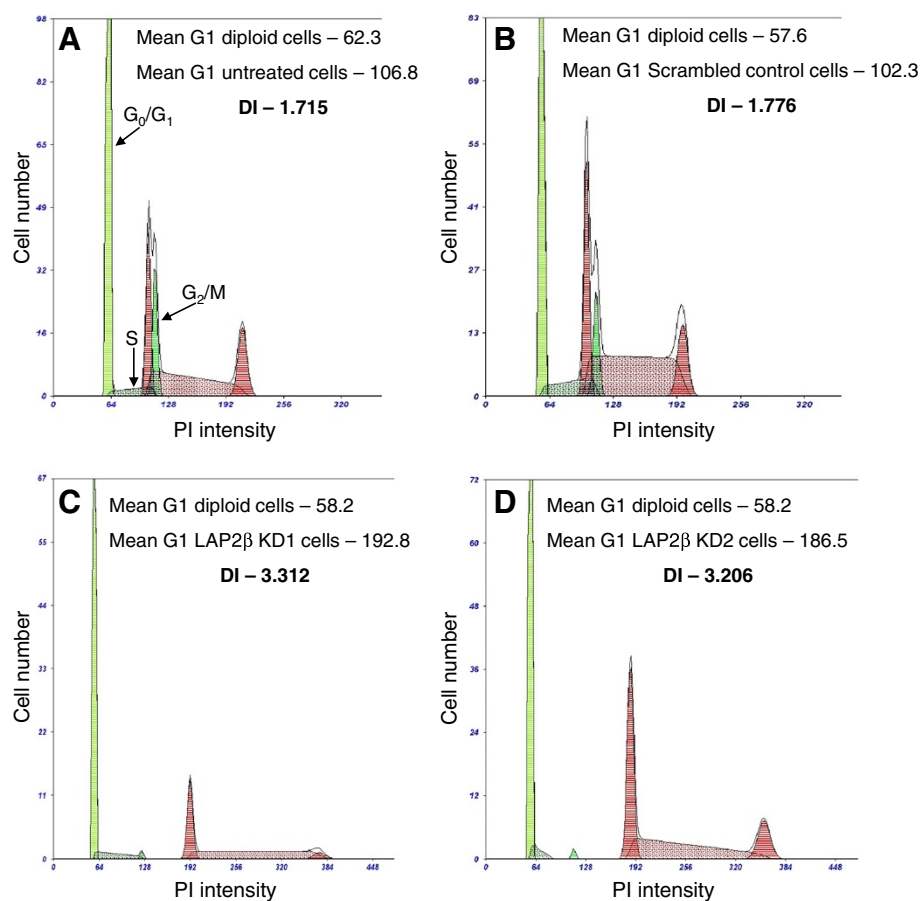 A
Mean G1 diploid cells – 62.3
Mean G1 untreated cells – 106.8
DI – 1.715
G0/G1
G2/M
S
Cell number
98
82
65
49
32
16
0
0 64 128 192 256 320
PI intensity
B
Mean G1 diploid cells – 57.6
Mean G1 Scrambled control cells – 102.3
DI – 1.776
Cell number
83
69
55
41
27
13
0
0 64 128 192 256 320
PI intensity
C
Mean G1 diploid cells – 58.2
Mean G1 LAP2β KD1 cells – 192.8
DI – 3.312
Cell number
67
55
44
33
22
11
0
0 64 128 192 256 320 384 448
PI intensity
D
Mean G1 diploid cells – 58.2
Mean G1 LAP2β KD2 cells – 186.5
DI – 3.206
Cell number
72
60
48
36
24
12
0
0 64 128 192 256 320 384 448
PI intensity